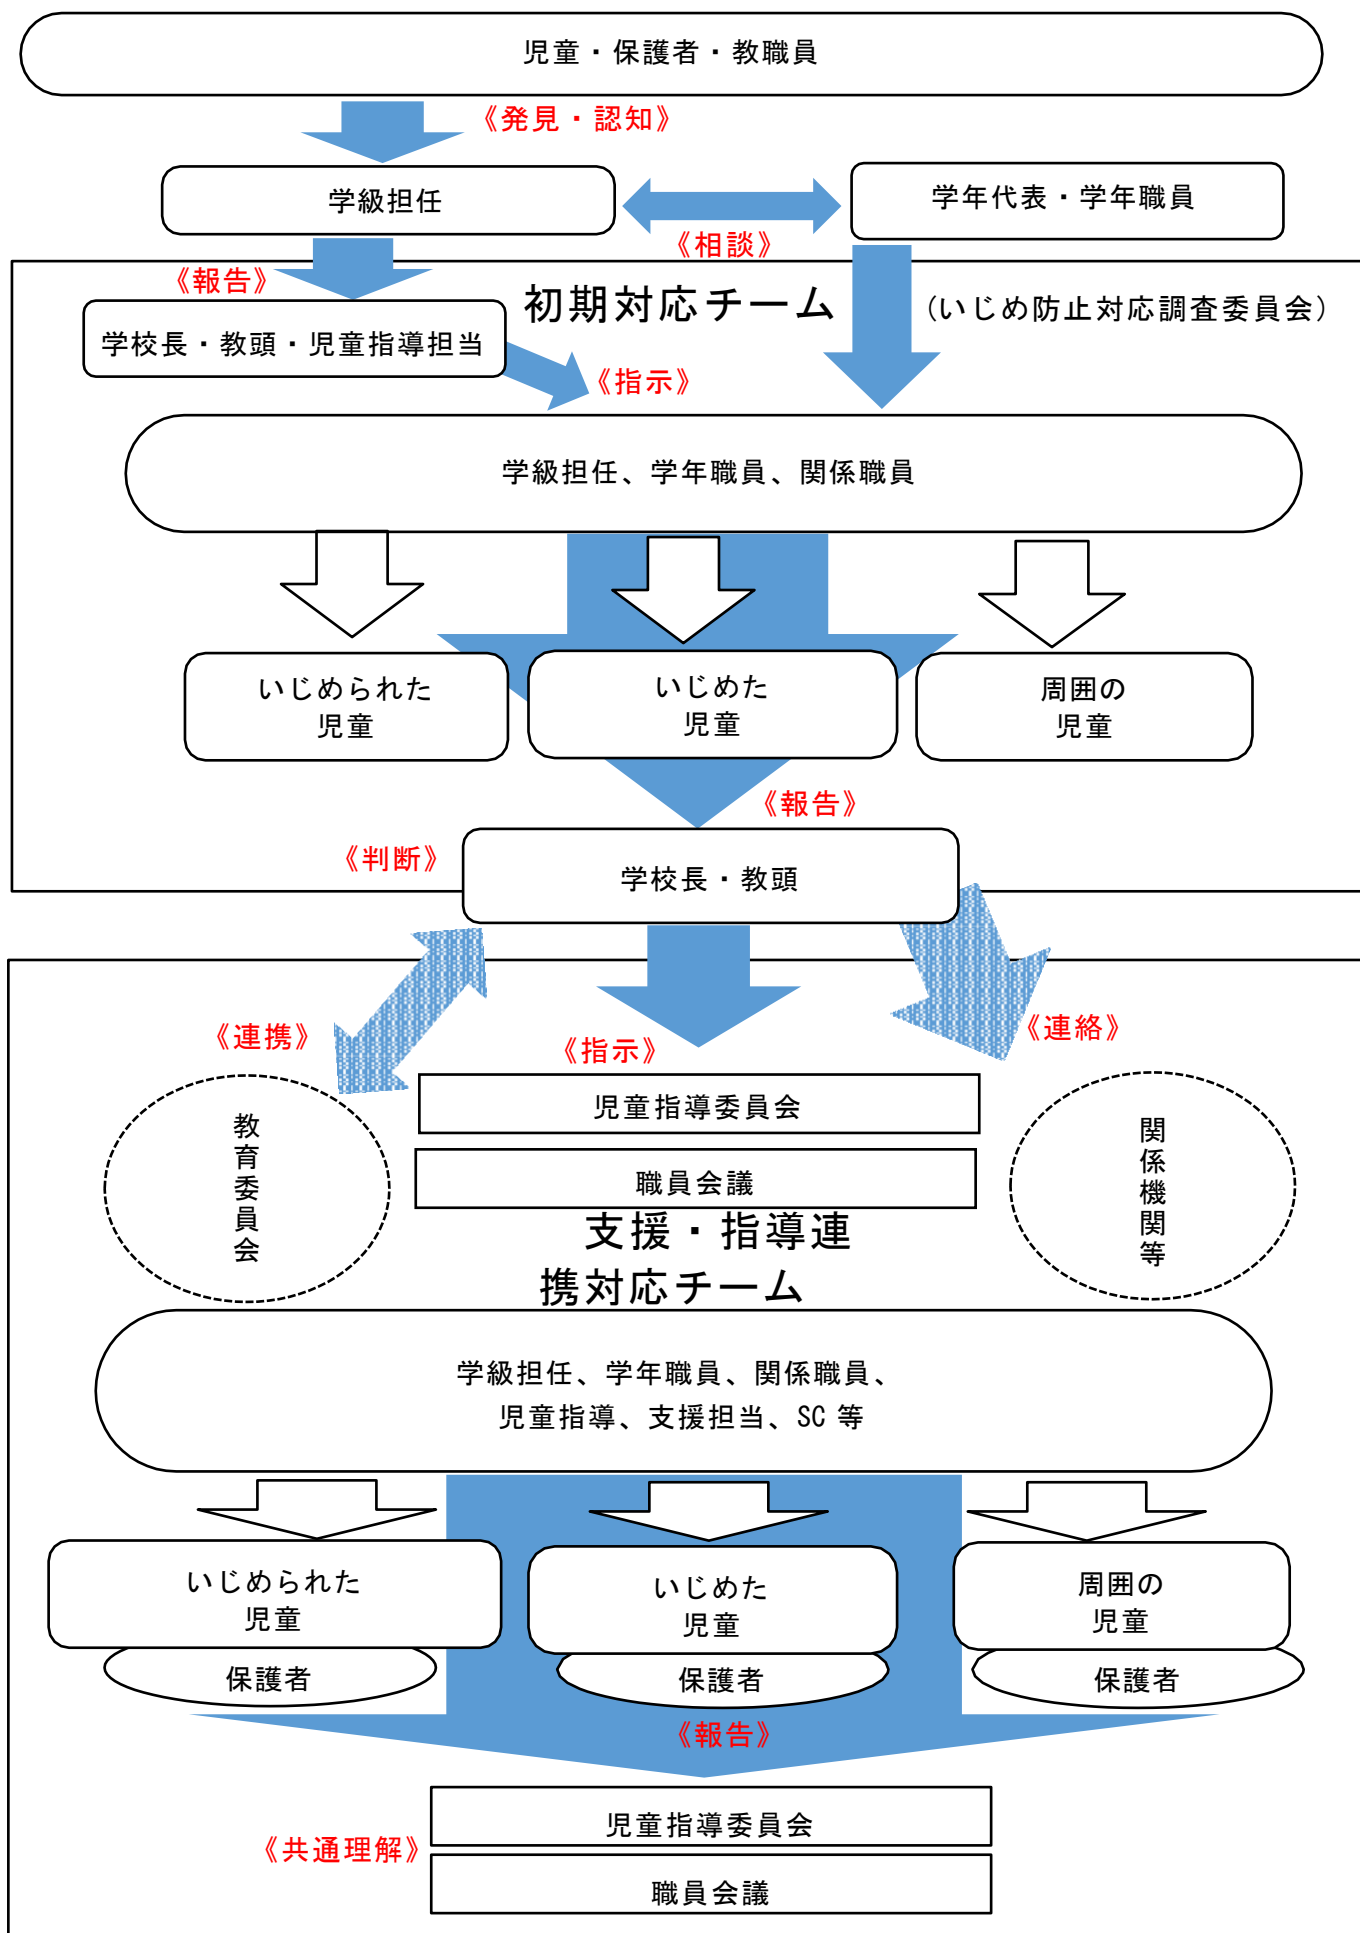 児童・保護者・教職員
《発見・認知》
学級担任
学年代表・学年職員
《相談》
《報告》
初期対応チーム
(いじめ防止対応調査委員会)
学校長・教頭・児童指導担当
《指示》
学級担任、学年職員、関係職員
いじめられた
児童
いじめた
児童
周囲の
児童
《報告》
《判断》
学校長・教頭
《連携》
《指示》
《連絡》
児童指導委員会
教育委員会
関係機関等
職員会議
支援・指導連
携対応チーム
学級担任、学年職員、関係職員、
児童指導、支援担当、SC 等
いじめられた
児童
保護者
いじめた
児童
保護者
周囲の
児童
保護者
《報告》
児童指導委員会
《共通理解》
職員会議